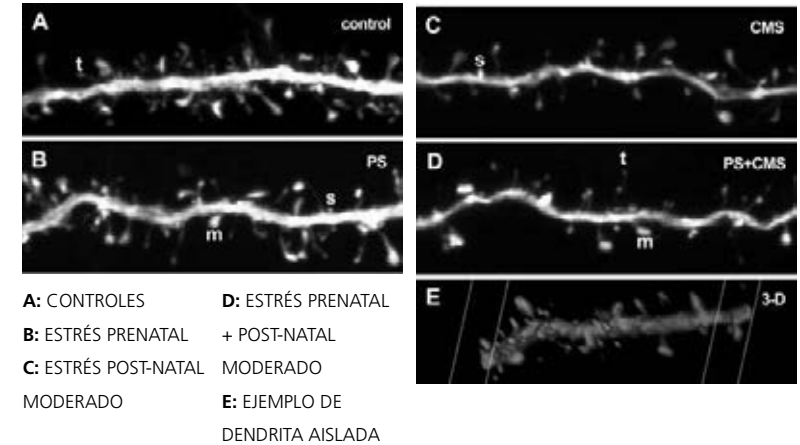 A
control
t
B
PS
s
m
C
CMS
s
D
PS+CMS
t
m
E
3-D
A: CONTROLES
B: ESTRÉS PRENATAL
C: ESTRÉS POST-NATAL
MODERADO
D: ESTRÉS PRENATAL
+ POST-NATAL
MODERADO
E: EJEMPLO DE
DENDRITA AISLADA